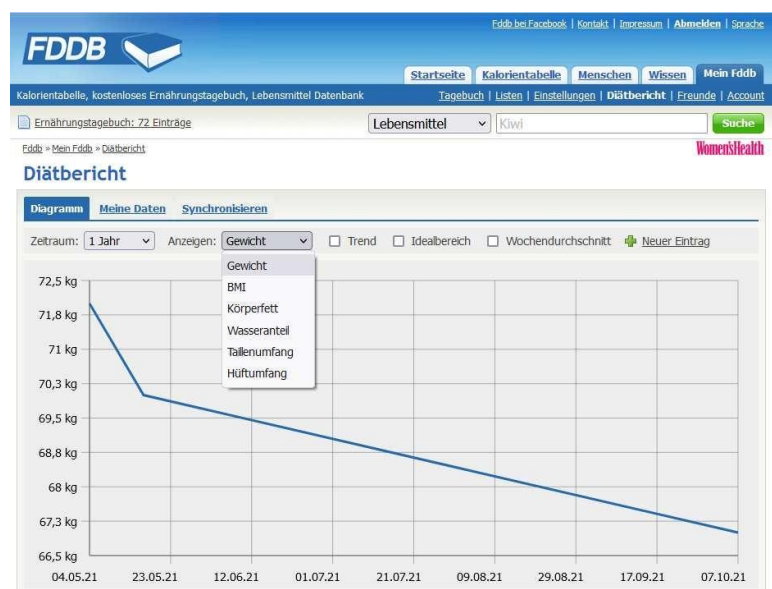 Fddb bei Facebook | Kontakt | Impressum | Abmelden | Sprache
FDDB
Startseite Kalorientabelle Menschen Wissen Mein Fddb
Kalorientabelle, kostenloses Ernährungstagebuch, Lebensmittel Datenbank Tagebuch | Listen | Einstellungen | Diätbericht | Freunde | Account
Ernährungstagebuch: 72 Einträge Lebensmittel Kiwi Suche
Fddb » Mein Fddb » Diätbericht Women'sHealth
Diätbericht
Diagramm Meine Daten Synchronisieren
Zeitraum: 1 Jahr Anzeigen: Gewicht Trend Idealbereich Wochendurchschnitt Neuer Eintrag
Gewicht
BMI
Körperfett
Wasseranteil
Taillenumfang
Hüftumfang
72,5 kg
71,8 kg
71 kg
70,3 kg
69,5 kg
68,8 kg
68 kg
67,3 kg
66,5 kg
04.05.21 23.05.21 12.06.21 01.07.21 21.07.21 09.08.21 29.08.21 17.09.21 07.10.21